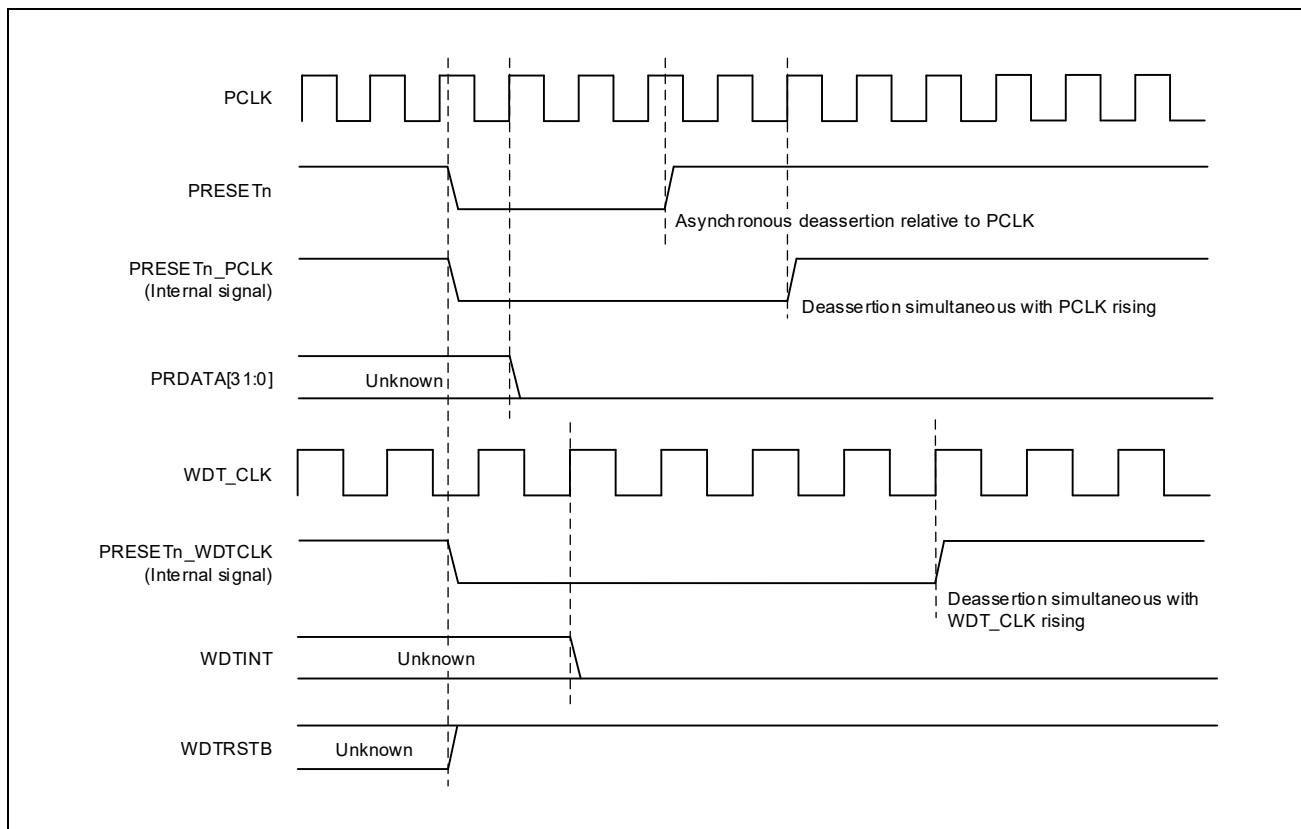 PCLK
PRESETn
Asynchronous deassertion relative to PCLK
PRESETn_PCLK
(Internal signal)
Deassertion simultaneous with PCLK rising
PRDATA[31:0]
Unknown
WDT_CLK
PRESETn_WDTCLK
(Internal signal)
Deassertion simultaneous with
WDT_CLK rising
WDTINT
Unknown
WDTRSTB
Unknown